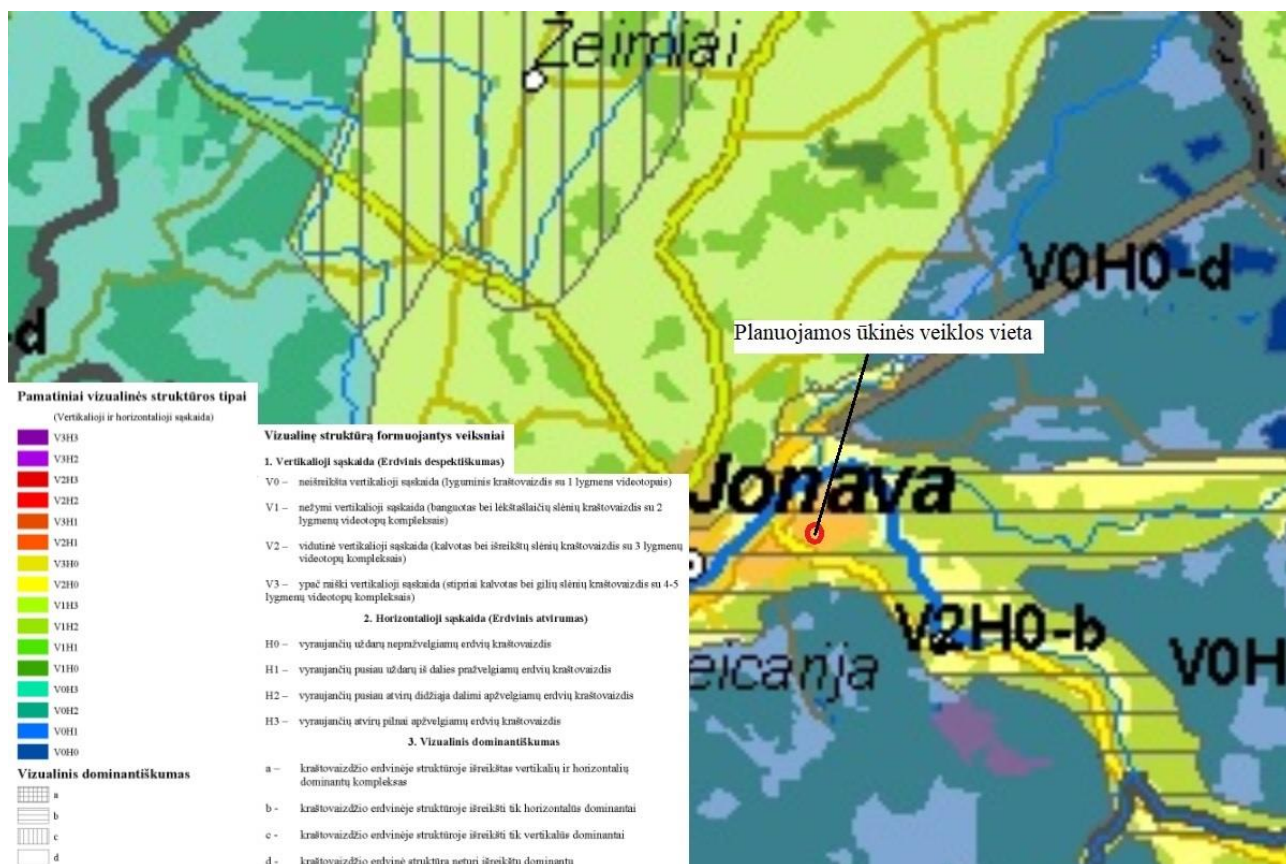 Žeimiai
V0H0-d
Planuojamos ūkinės veiklos vieta
d
Jonava
V2H0-b
V0H
eicanja
Pamatiniai vizualinės struktūros tipai
(Vertikalioji ir horizontalioji sąskaida)
V3H3
V3H2
V2H3
V2H2
V3H1
V2H1
V3H0
V2H0
V1H3
V1H2
V1H1
V1H0
V0H3
V0H2
V0H1
V0H0
Vizualinis dominantiškumas
a
b
c
d
Vizualinę struktūrą formuojantys veiksniai
1. Vertikalioji sąskaida (Erdvinis despektiškumas)
V0 – neišreikšta vertikalioji sąskaida (lyguminis kraštovaizdis su 1 lygmens videotopais)
V1 – nežymi vertikalioji sąskaida (banguotas bei lėkštašlaičių slėnių kraštovaizdis su 2
lygmenų videotopų kompleksais)
V2 – vidutinė vertikalioji sąskaida (kalvotas bei išreikštų slėnių kraštovaizdis su 3 lygmenų
videotopų kompleksais)
V3 – ypač raiški vertikalioji sąskaida (stipriai kalvotas bei gilių slėnių kraštovaizdis su 4-5
lygmenų videotopų kompleksais)
2. Horizontalioji sąskaida (Erdvinis atvirumas)
H0 – vyraujančių uždarų nepražvelgiamų erdvių kraštovaizdis
H1 – vyraujančių pusiau uždarų iš dalies pražvelgiamų erdvių kraštovaizdis
H2 – vyraujančių pusiau atvirų didžiąja dalimi apžvelgiamų erdvių kraštovaizdis
H3 – vyraujančių atvirų pilnai apžvelgiamų erdvių kraštovaizdis
3. Vizualinis dominantiškumas
a – kraštovaizdžio erdvinėje struktūroje išreikštas vertikalių ir horizontalių
dominantų kompleksas
b - kraštovaizdžio erdvinėje struktūroje išreikšti tik horizontalūs dominantai
c - kraštovaizdžio erdvinėje struktūroje išreikšti tik vertikalūs dominantai
d - kraštovaizdžio erdvinė struktūra neturi išreikštų dominantų